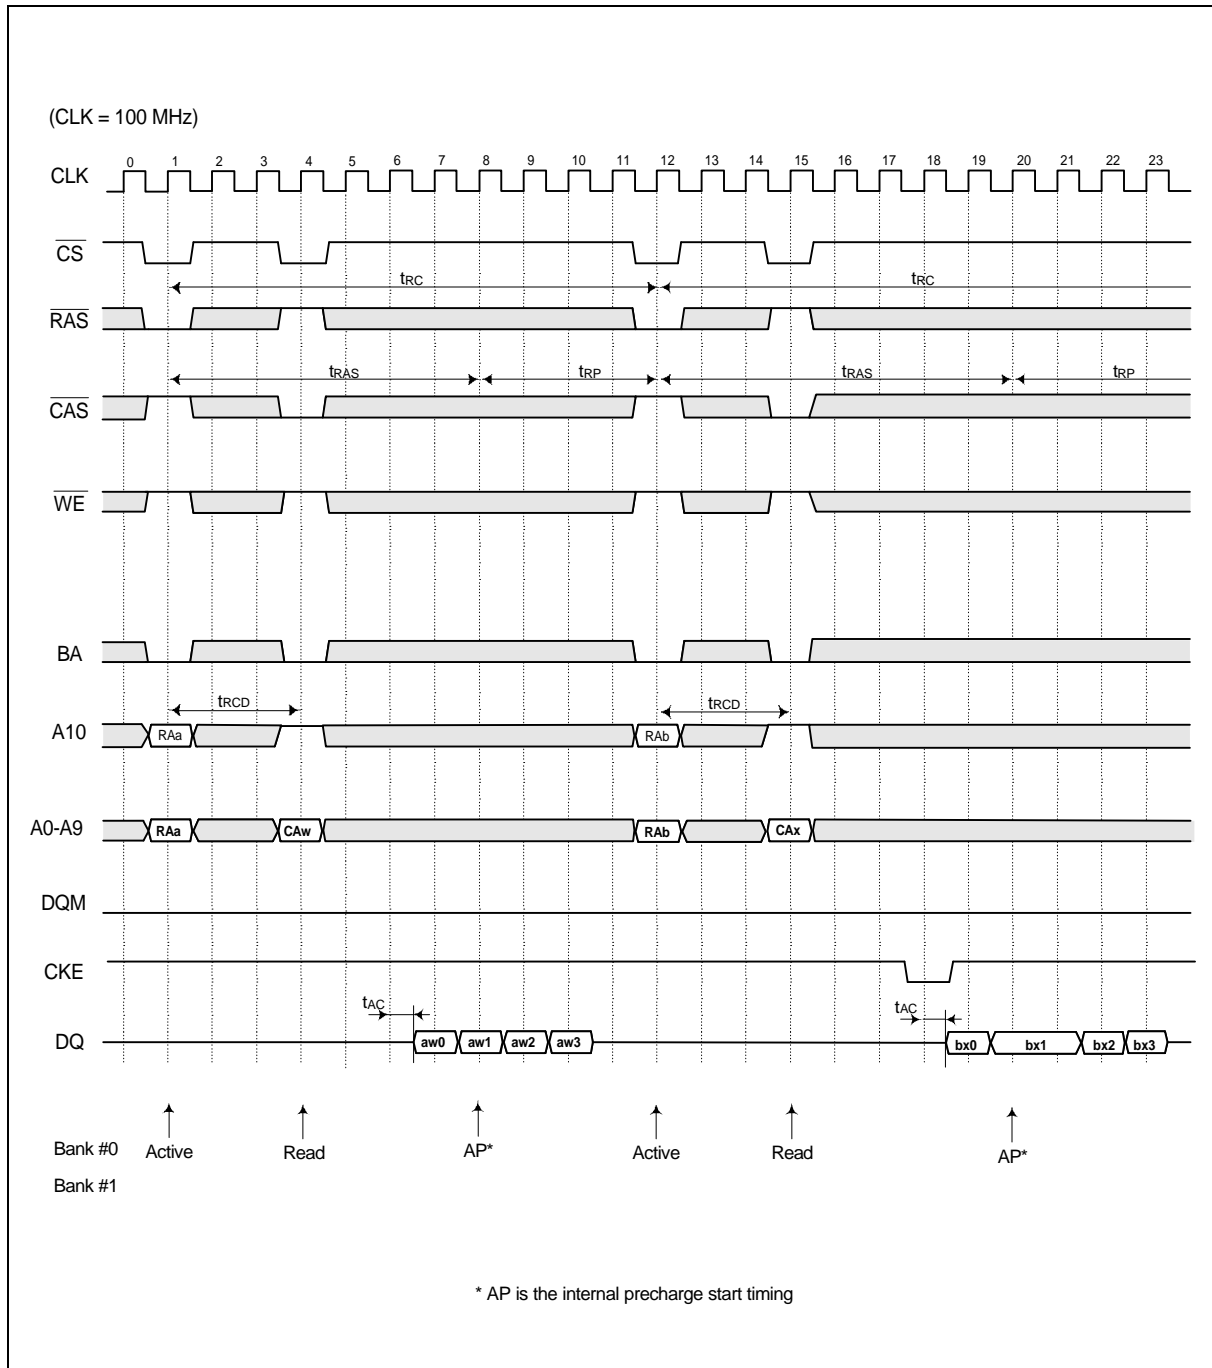 (CLK = 100 MHz)
0 1 2 3 4 5 6 7 8 9 10 11 12 13 14 15 16 17 18 19 20 21 22 23
CLK
CS
tRC tRC
RAS
tRAS tRP tRAS tRP
CAS
WE
BA
tRCD tRCD
A10 RAa RAb
A0-A9 RAa CAw RAb CAx
DQM
CKE
tAC tAC
DQ aw0 aw1 aw2 aw3 bx0 bx1 bx2 bx3
Bank #0 Active Read AP* Active Read AP*
Bank #1
* AP is the internal precharge start timing